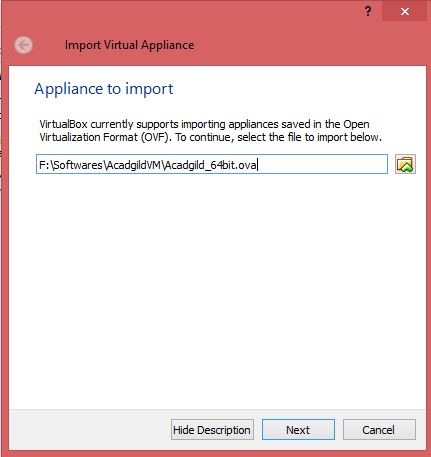 ?
Import Virtual Appliance
Appliance to import
VirtualBox currently supports importing appliances saved in the Open
Virtualization Format (OVF). To continue, select the file to import below.
F:\Softwares\AcadgildVM\Acadgild_64bit.ova
Hide Description Next Cancel